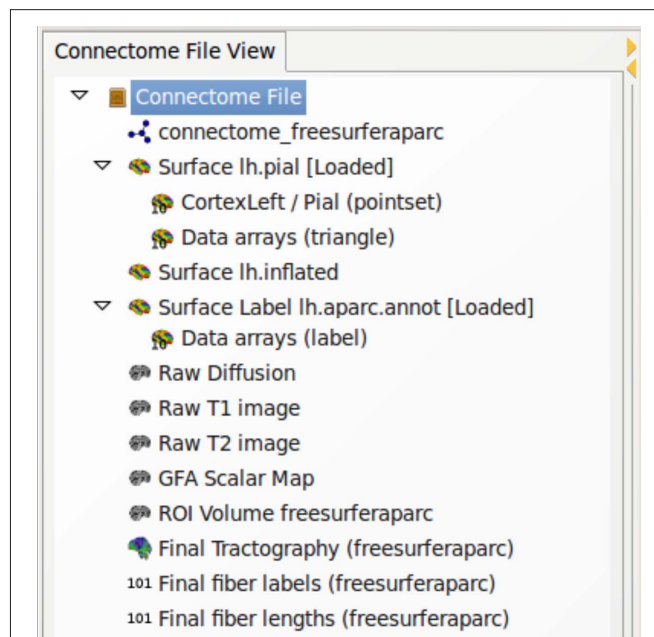 Connectome File View
Connectome File
connectome_freesurferaparc
Surface lh.pial [Loaded]
CortexLeft / Pial (pointset)
Data arrays (triangle)
Surface lh.inflated
Surface Label lh.aparc.annot [Loaded]
Data arrays (label)
Raw Diffusion
Raw T1 image
Raw T2 image
GFA Scalar Map
ROI Volume freesurferaparc
Final Tractography (freesurferaparc)
101 Final fiber labels (freesurferaparc)
101 Final fiber lengths (freesurferaparc)